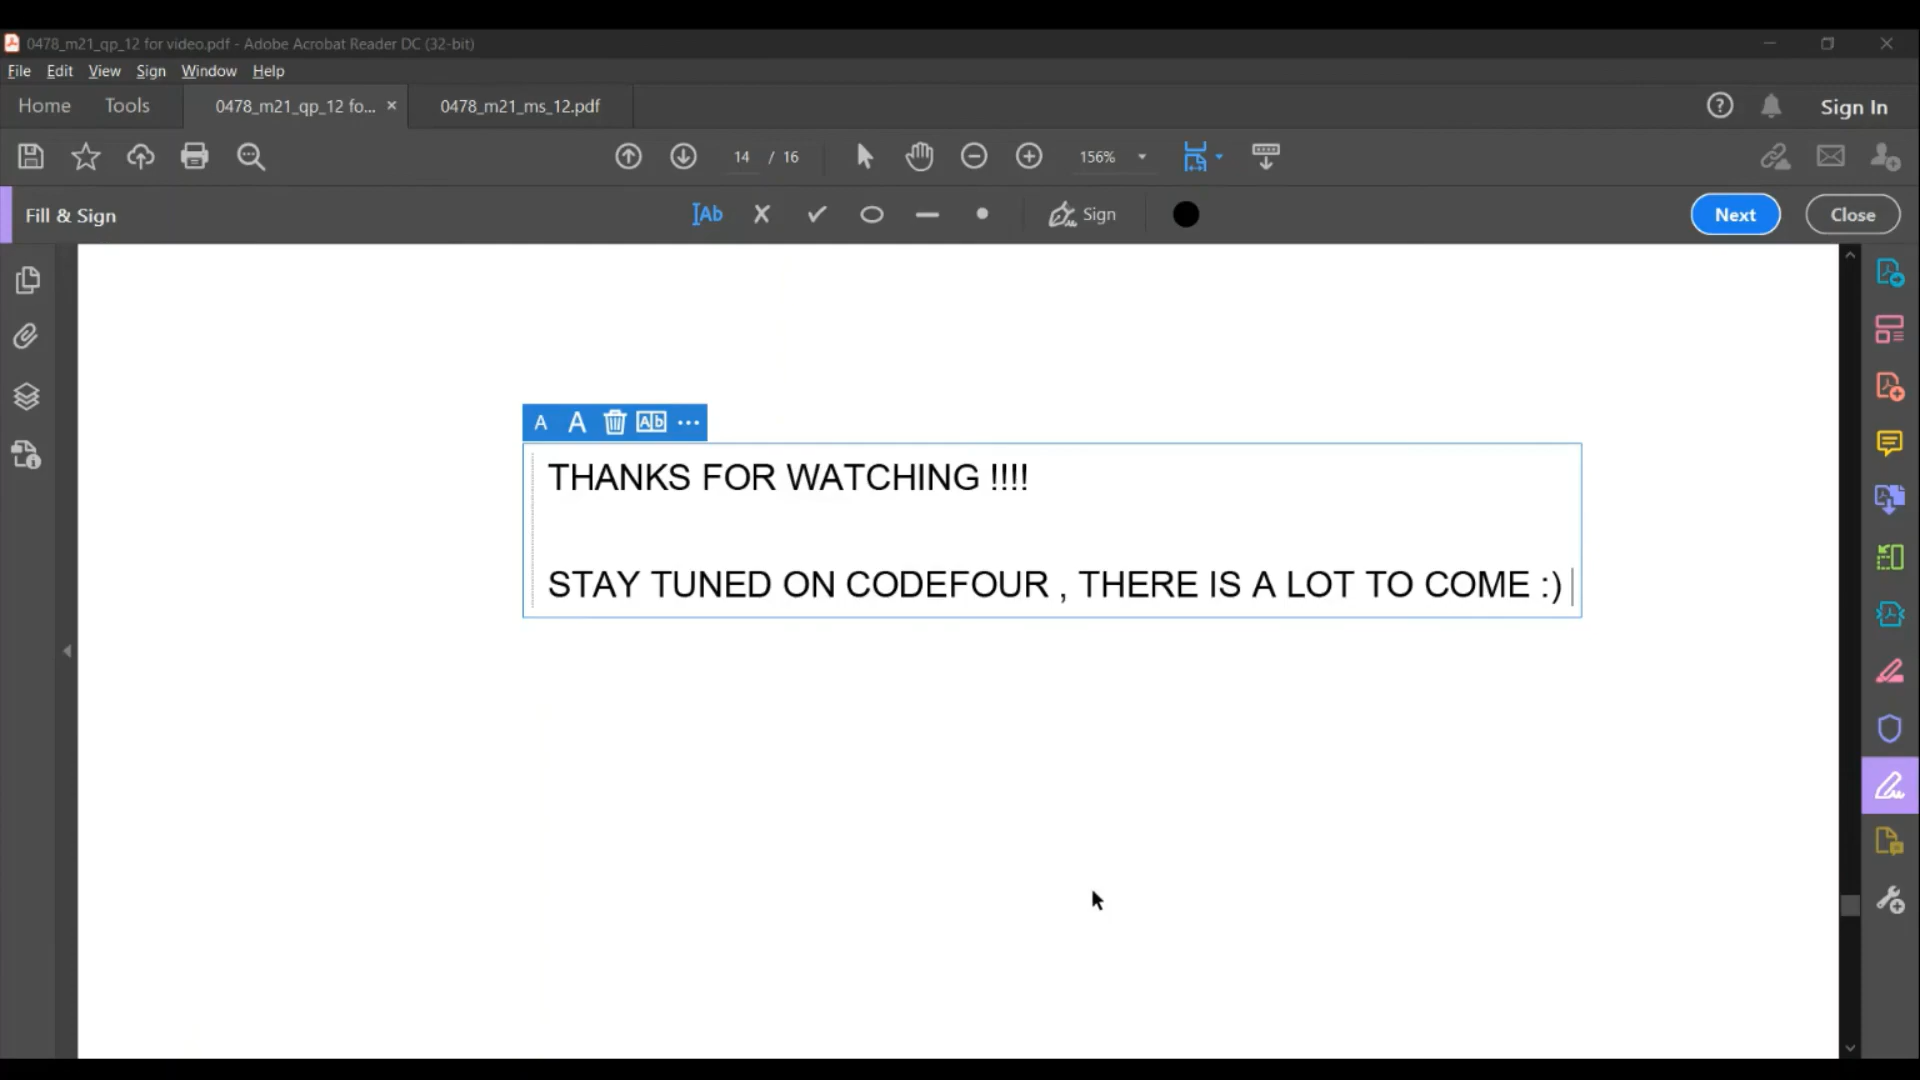 0478_m21_qp_12 for video.pdf - Adobe Acrobat Reader DC (32-bit)
File Edit View Sign Window Help
Home Tools 0478_m21_qp_12 fo... × 0478_m21_ms_12.pdf Sign In
14 / 16 156%
Fill & Sign Ab Sign Next Close
A A Ab ...
THANKS FOR WATCHING !!!!
STAY TUNED ON CODEFOUR , THERE IS A LOT TO COME :)